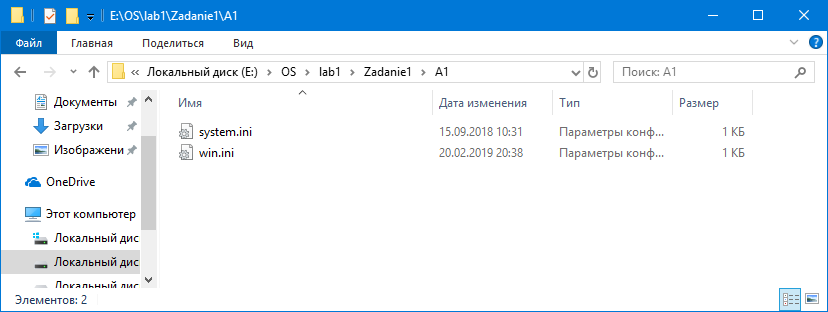 E:\OS\lab1\Zadanie1\A1
Файл Главная Поделиться Вид
Локальный диск (E:) OS lab1 Zadanie1 A1 Поиск: A1
Документы
Загрузки
Изображени
OneDrive
Этот компьютер
Локальный дис
Локальный дис
Локальный дис
Имя Дата изменения Тип Размер
system.ini 15.09.2018 10:31 Параметры конф... 1 КБ
win.ini 20.02.2019 20:38 Параметры конф... 1 КБ
Элементов: 2